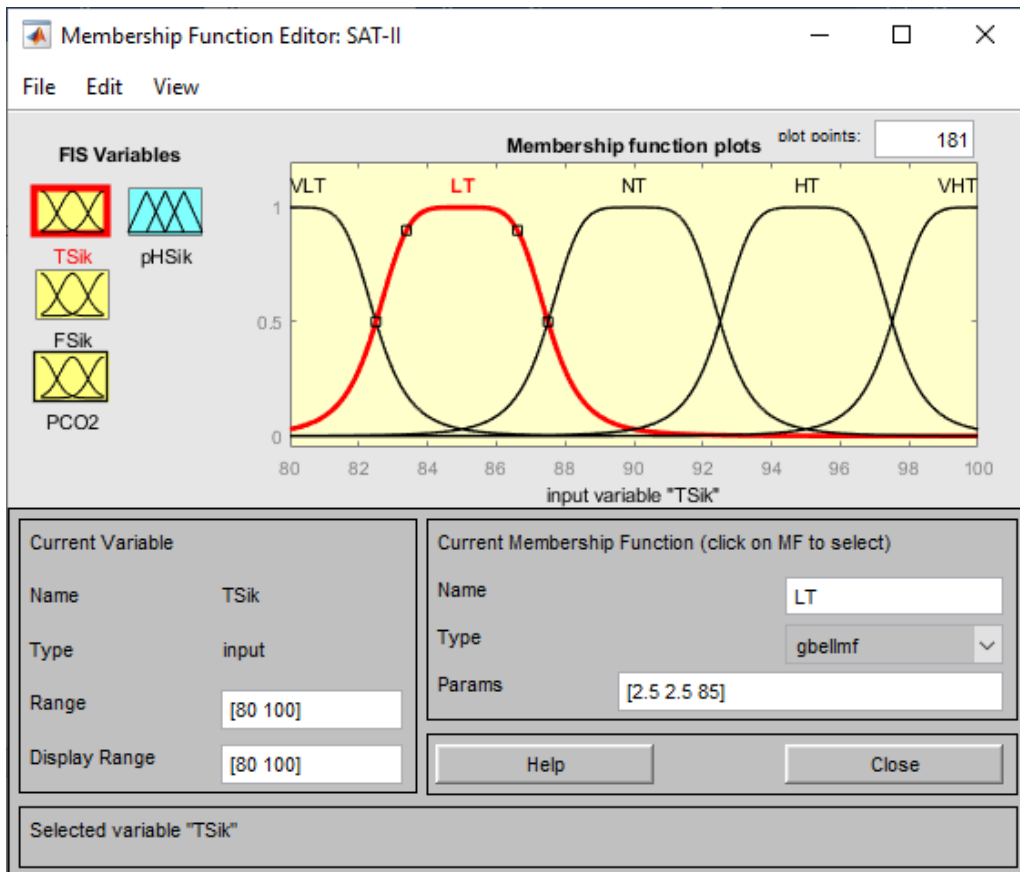 Membership Function Editor: SAT-II
File Edit View
FIS Variables
TSik pHSik
FSik
PCO2
Membership function plots plot points: 181
VLT LT NT HT VHT
1
0.5
0
80 82 84 86 88 90 92 94 96 98 100
input variable "TSik"
Current Variable
Name TSik
Type input
Range [80 100]
Display Range [80 100]
Current Membership Function (click on MF to select)
Name LT
Type gbellmf
Params [2.5 2.5 85]
Help Close
Selected variable "TSik"